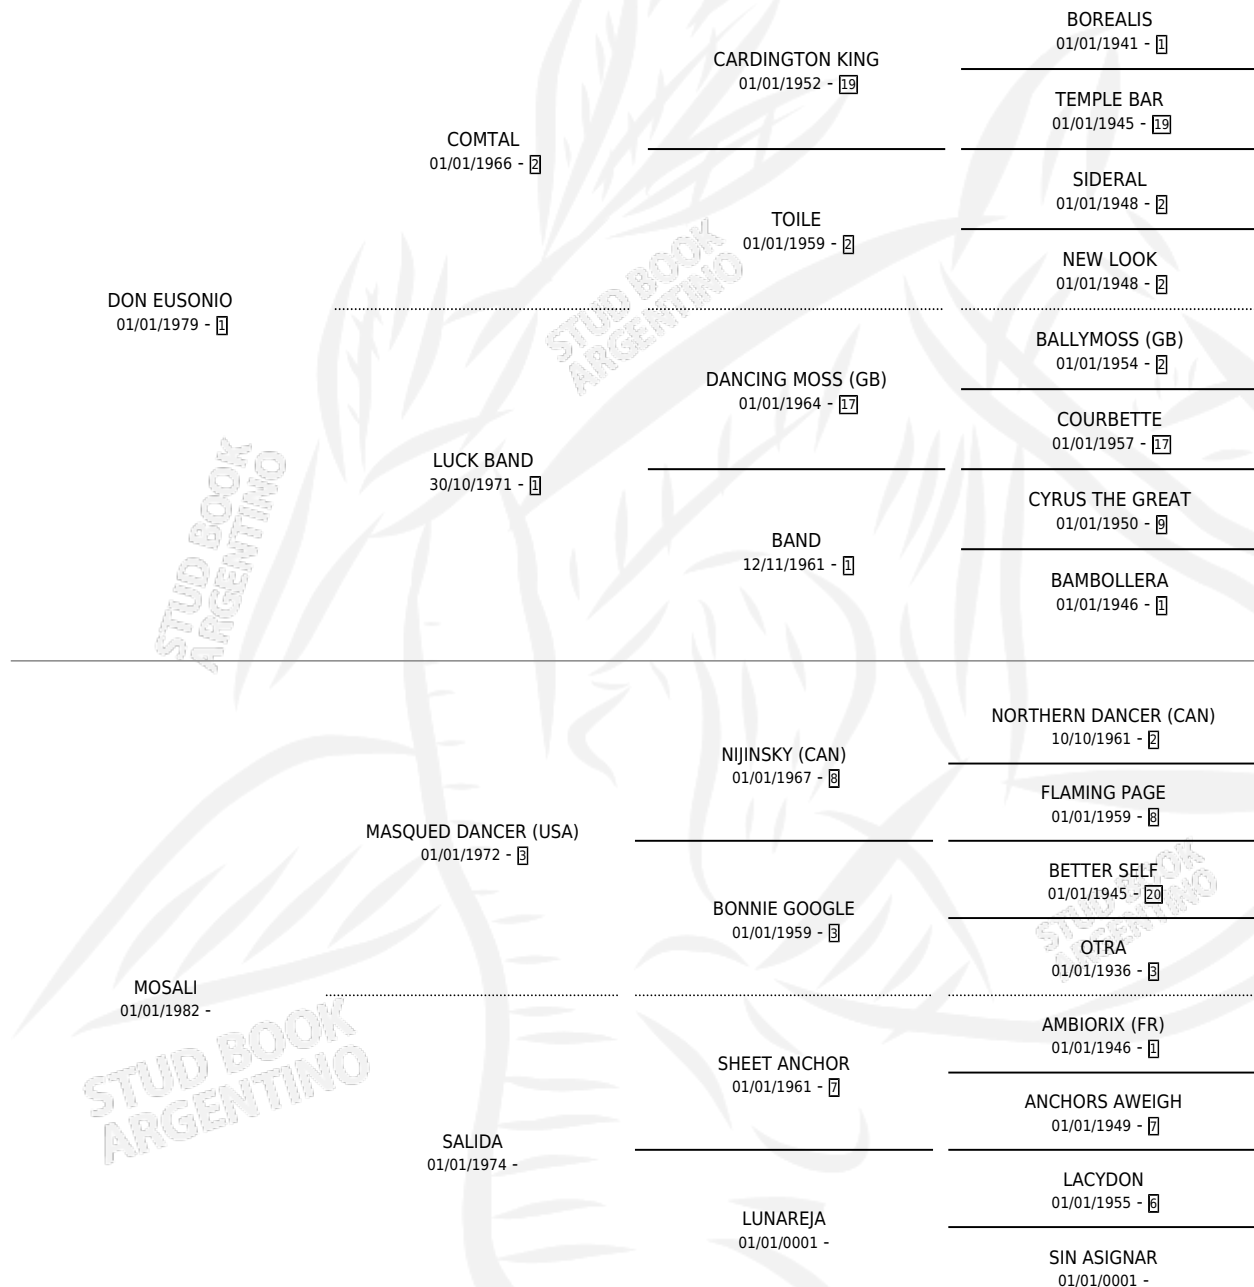 BOREALIS
01/01/1941 - 1
CARDINGTON KING
01/01/1952 - 19
TEMPLE BAR
01/01/1945 - 19
COMTAL
01/01/1966 - 2
SIDERAL
01/01/1948 - 2
TOILE
01/01/1959 - 2
NEW LOOK
01/01/1948 - 2
DON EUSONIO
01/01/1979 - 1
BALLYMOSS (GB)
01/01/1954 - 2
DANCING MOSS (GB)
01/01/1964 - 17
COURBETTE
01/01/1957 - 17
LUCK BAND
30/10/1971 - 1
CYRUS THE GREAT
01/01/1950 - 9
BAND
12/11/1961 - 1
BAMBOLLERA
01/01/1946 - 1
NORTHERN DANCER (CAN)
10/10/1961 - 2
NIJINSKY (CAN)
01/01/1967 - 8
FLAMING PAGE
01/01/1959 - 8
MASQUED DANCER (USA)
01/01/1972 - 3
BETTER SELF
01/01/1945 - 20
BONNIE GOOGLE
01/01/1959 - 3
OTRA
01/01/1936 - 3
MOSALI
01/01/1982 -
AMBIORIX (FR)
01/01/1946 - 1
SHEET ANCHOR
01/01/1961 - 7
ANCHORS AWEIGH
01/01/1949 - 7
SALIDA
01/01/1974 -
LACYDON
01/01/1955 - 6
LUNAREJA
01/01/0001 -
SIN ASIGNAR
01/01/0001 -
STUD BOOK
ARGENTINO
STUD BOOK
ARGENTINO
STUD BOOK
ARGENTINO
STUD BOOK
ARGENTINO